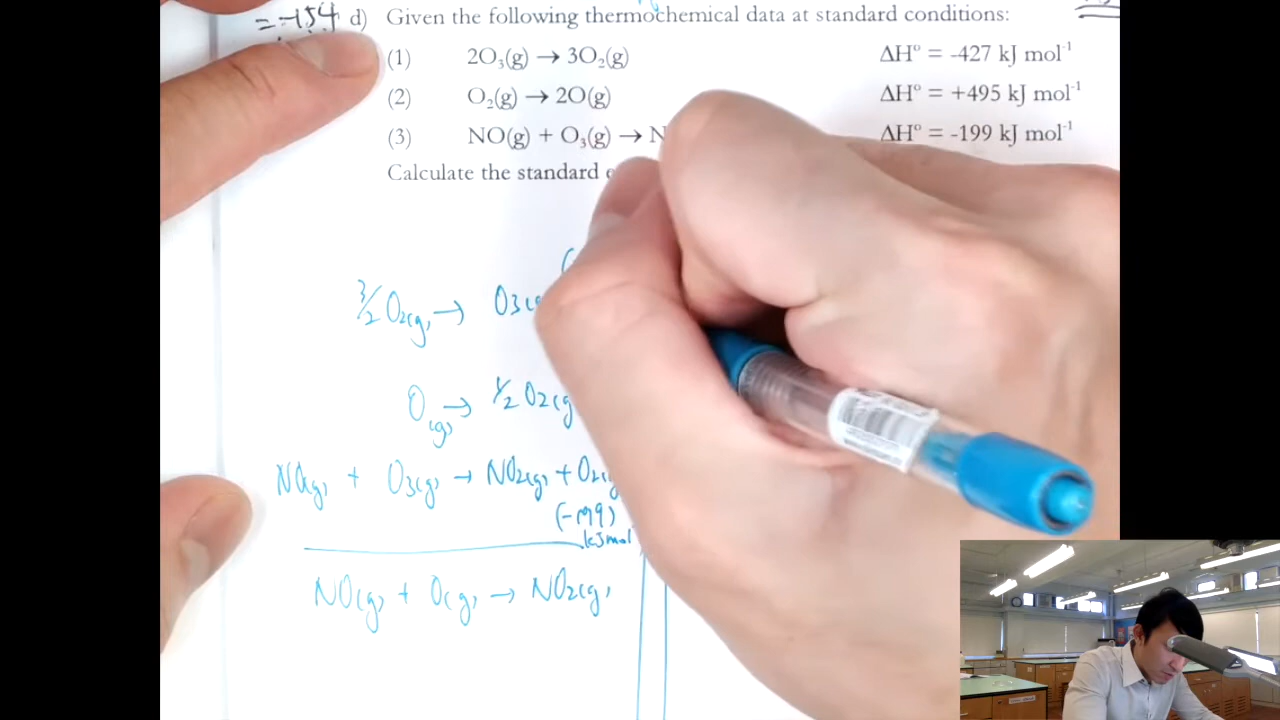 = -154 d) Given the following thermochemical data at standard conditions:
(1) 2O₃(g) → 3O₂(g) ΔH° = -427 kJ mol⁻¹
(2) O₂(g) → 2O(g) ΔH° = +495 kJ mol⁻¹
(3) NO(g) + O₃(g) → N ΔH° = -199 kJ mol⁻¹
Calculate the standard
3/2 O₂(g) → O₃(g
O(g) → 1/2 O₂(g
NO(g) + O₃(g) → NO₂(g) + O₂(g
(-199)
kJmol
NO(g) + O(g) → NO₂(g)